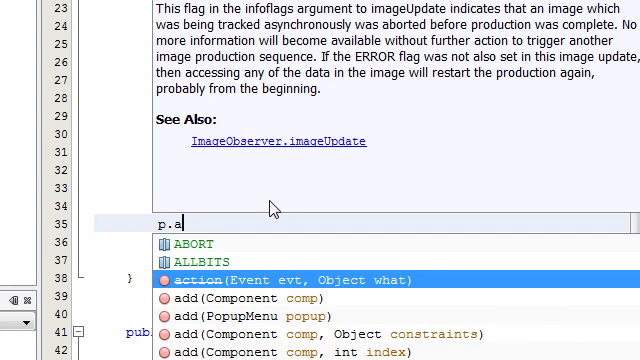 23
24
25
26
27
28
29
30
31
32
33
34
35
36
37
38
39
40
41
42
This flag in the infoflags argument to imageUpdate indicates that an image which
was being tracked asynchronously was aborted before production was complete. No
more information will become available without further action to trigger another
image production sequence. If the ERROR flag was not also set in this image update,
then accessing any of the data in the image will restart the production again,
probably from the beginning.
See Also:
ImageObserver.imageUpdate
p.a
ABORT
ALLBITS
action(Event evt, Object what)
add(Component comp)
add(PopupMenu popup)
add(Component comp, Object constraints)
add(Component comp, int index)
}
publ